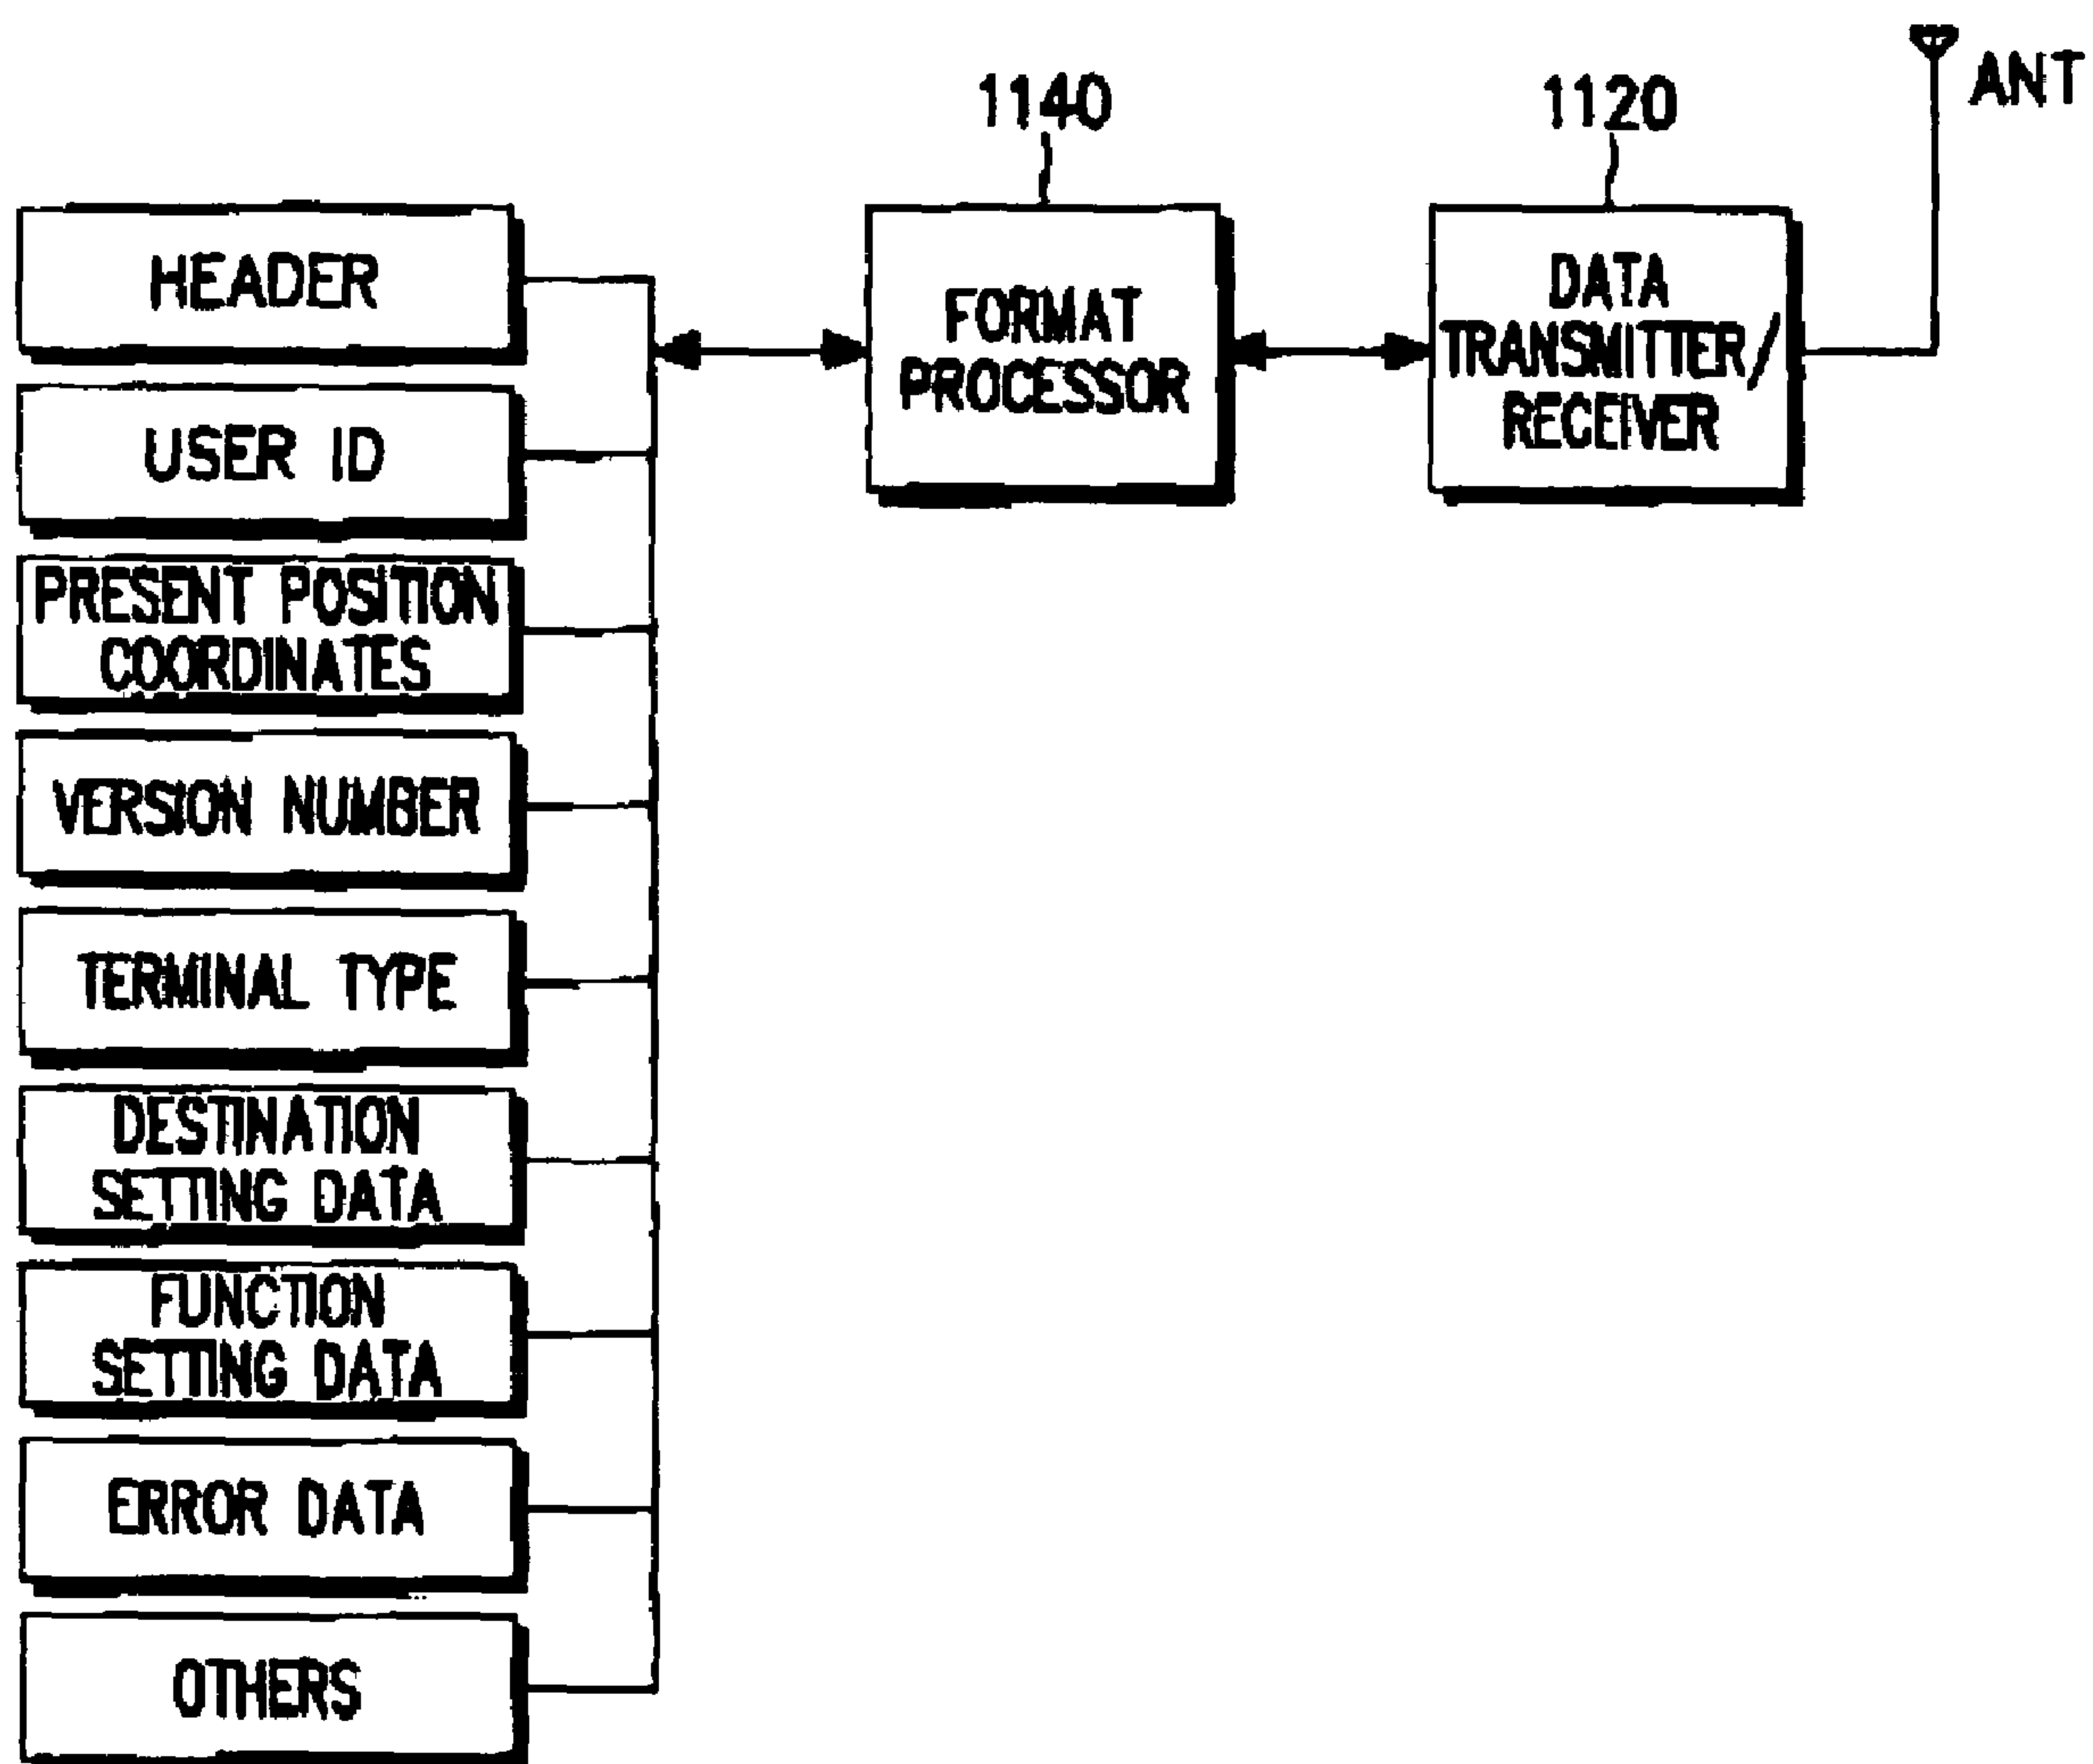 1140
1120
ANT
HEADER
FORMAT
PROCESSOR
DATA
TRANSMITTER/
RECEIVER
USER ID
PRESENT POSITION
COORDINATES
VERSION NUMBER
TERMINAL TYPE
DESTINATION
SETTING DATA
FUNCTION
SETTING DATA
ERROR DATA
OTHERS